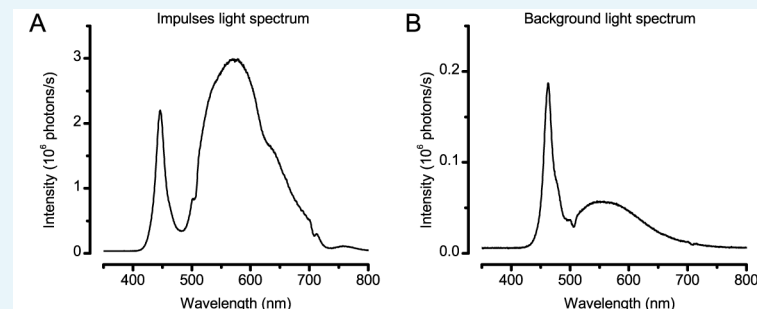 A
Impulses light spectrum
Intensity (10⁶ photons/s)
3
2
1
0
400
500
600
700
800
Wavelength (nm)
B
Background light spectrum
Intensity (10⁶ photons/s)
0.2
0.1
0.0
400
500
600
700
800
Wavelength (nm)